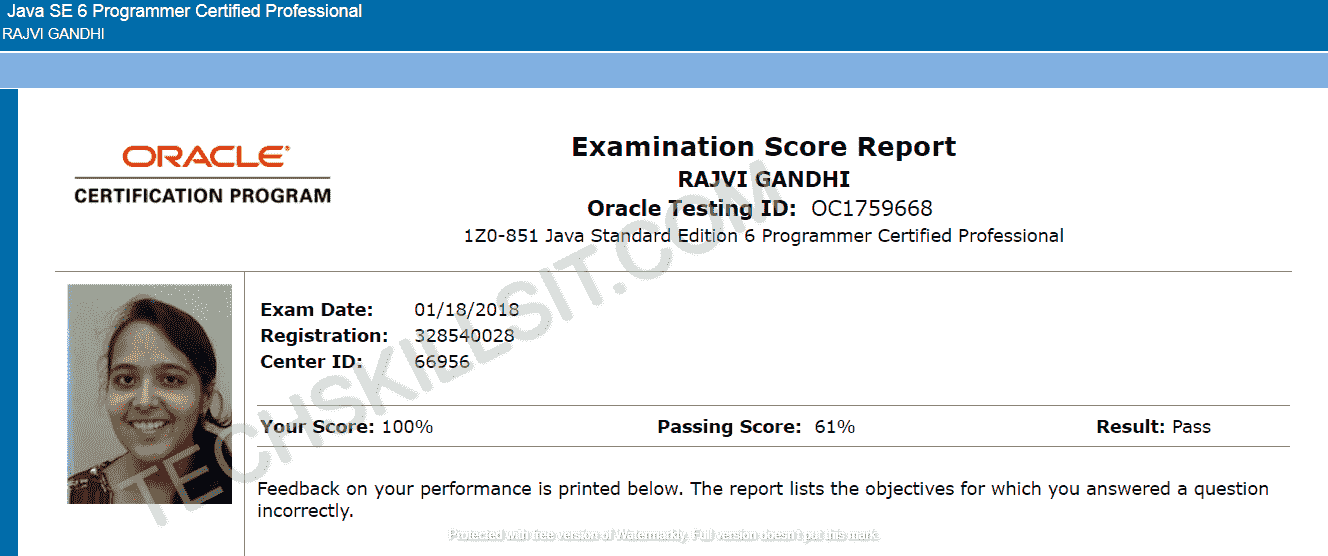 Java SE 6 Programmer Certified Professional
RAJVI GANDHI
ORACLE®
CERTIFICATION PROGRAM
Examination Score Report
RAJVI GANDHI
Oracle Testing ID: OC1759668
1Z0-851 Java Standard Edition 6 Programmer Certified Professional
Exam Date: 01/18/2018
Registration: 328540028
Center ID: 66956
Your Score: 100% Passing Score: 61% Result: Pass
Feedback on your performance is printed below. The report lists the objectives for which you answered a question
incorrectly.
TECHSKILLSIT.COM
Protected with free version of Watermarkly. Full version doesn't put this mark.